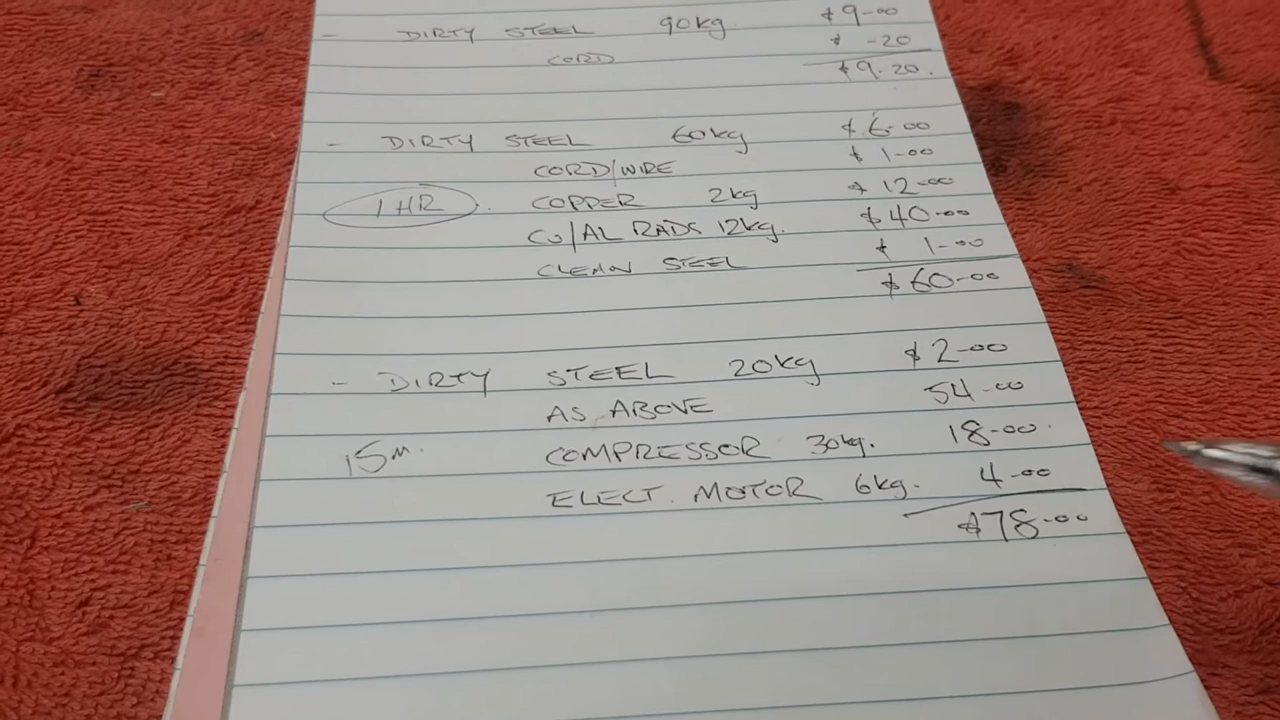 - DIRTY STEEL 90kg $9-00
CORD $ -20
$9-20.
- DIRTY STEEL 60kg $6-00
CORD/WIRE $1-00
1 HR. COPPER 2kg $12-00
CU/AL RADS 12kg. $40-00
CLEAN STEEL $1-00
$60-00
- DIRTY STEEL 20kg $2-00
AS ABOVE 54-00
15m. COMPRESSOR 30kg. 18-00.
ELECT. MOTOR 6kg. 4-00
$78-00